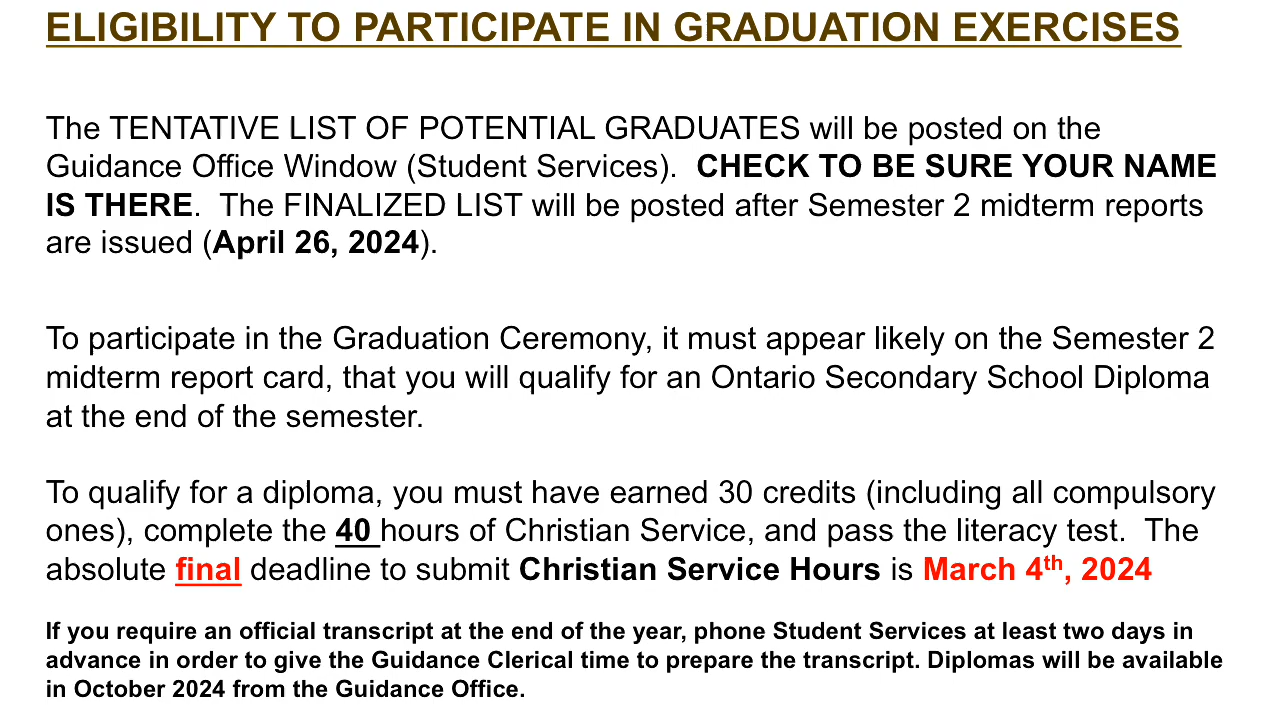 ELIGIBILITY TO PARTICIPATE IN GRADUATION EXERCISES
The TENTATIVE LIST OF POTENTIAL GRADUATES will be posted on the
Guidance Office Window (Student Services).  CHECK TO BE SURE YOUR NAME
IS THERE.  The FINALIZED LIST will be posted after Semester 2 midterm reports
are issued (April 26, 2024).
To participate in the Graduation Ceremony, it must appear likely on the Semester 2
midterm report card, that you will qualify for an Ontario Secondary School Diploma
at the end of the semester.
To qualify for a diploma, you must have earned 30 credits (including all compulsory
ones), complete the 40 hours of Christian Service, and pass the literacy test.  The
absolute final deadline to submit Christian Service Hours is March 4th, 2024
If you require an official transcript at the end of the year, phone Student Services at least two days in
advance in order to give the Guidance Clerical time to prepare the transcript. Diplomas will be available
in October 2024 from the Guidance Office.